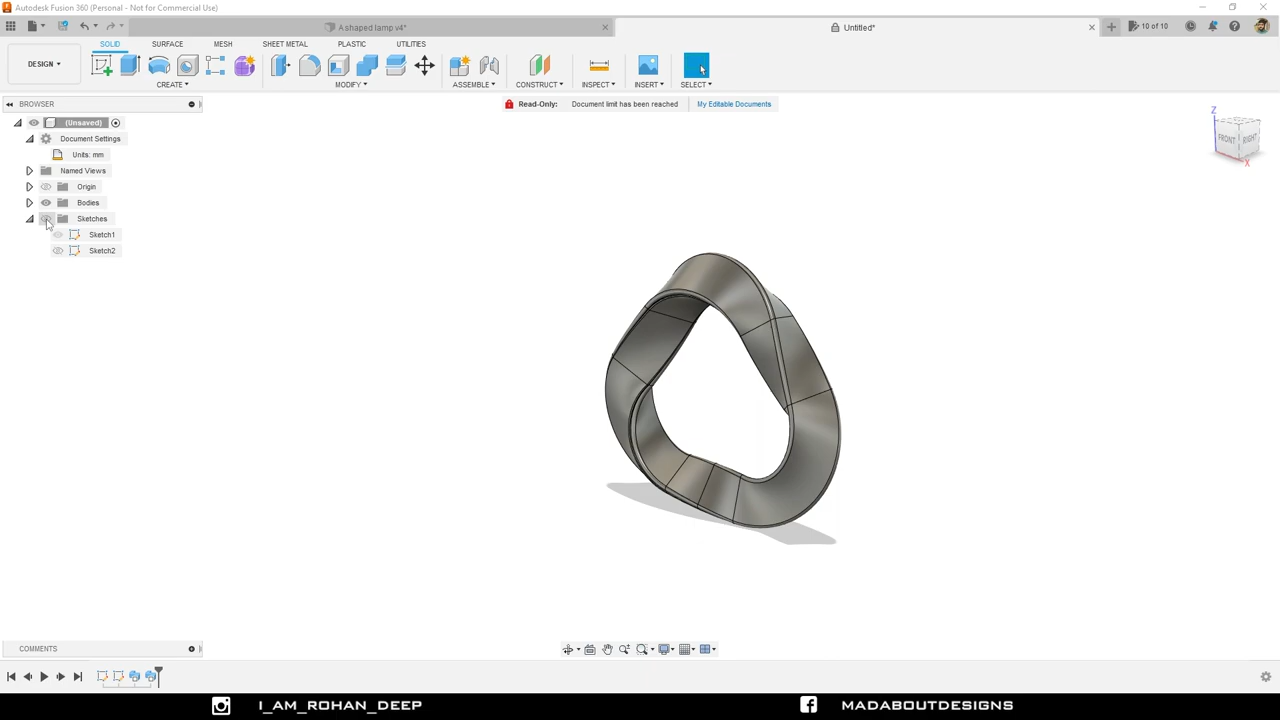 Autodesk Fusion 360 (Personal - Not for Commercial Use)
A shaped lamp v4*
Untitled*
10 of 10
SOLID
SURFACE
MESH
SHEET METAL
PLASTIC
UTILITIES
DESIGN
CREATE
MODIFY
ASSEMBLE
CONSTRUCT
INSPECT
INSERT
SELECT
BROWSER
Read-Only: Document limit has been reached My Editable Documents
(Unsaved)
Document Settings
Units: mm
Named Views
Origin
Bodies
Sketches
Sketch1
Sketch2
Z
FRONT RIGHT
X
COMMENTS
I_AM_ROHAN_DEEP MADABOUTDESIGNS